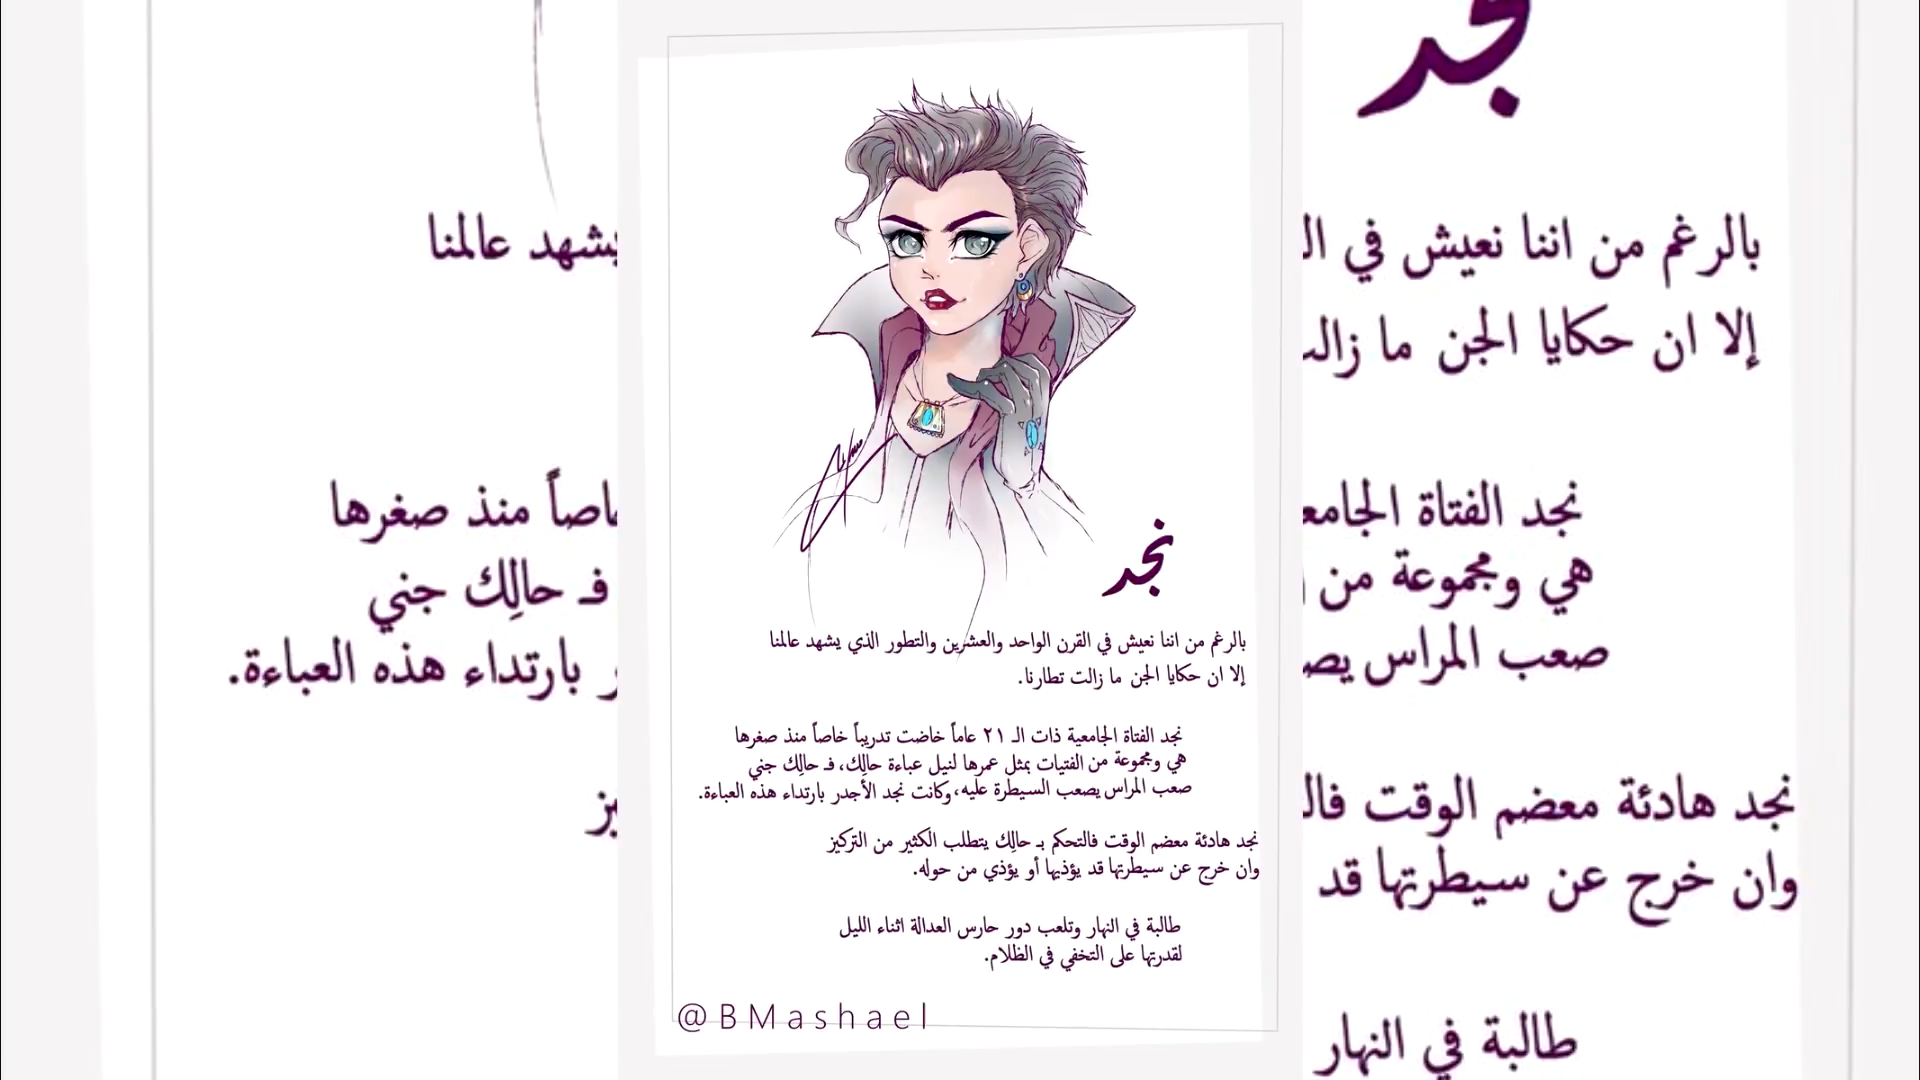 نجد
بالرغم من اننا نعيش في القرن الواحد والعشرين والتطور الذي يشهد عالمنا
إلا ان حكايا الجن ما زالت تطارنا.
نجد الفتاة الجامعية ذات الـ ٢١ عاماً خاضت تدريباً خاصاً منذ صغرها
هي ومجموعة من الفتيات بمثل عمرها لنيل عباءة حالِك، فـ حالِك جني
صعب المراس يصعب السيطرة عليه، وكانت نجد الأجدر بارتداء هذه العباءة.
نجد هادئة معضم الوقت فالتحكم بـ حالِك يتطلب الكثير من التركيز
وان خرج عن سيطرتها قد يؤذيها أو يؤذي من حوله.
طالبة في النهار وتلعب دور حارس العدالة اثناء الليل
لقدرتها على التخفي في الظلام.
@BMashael